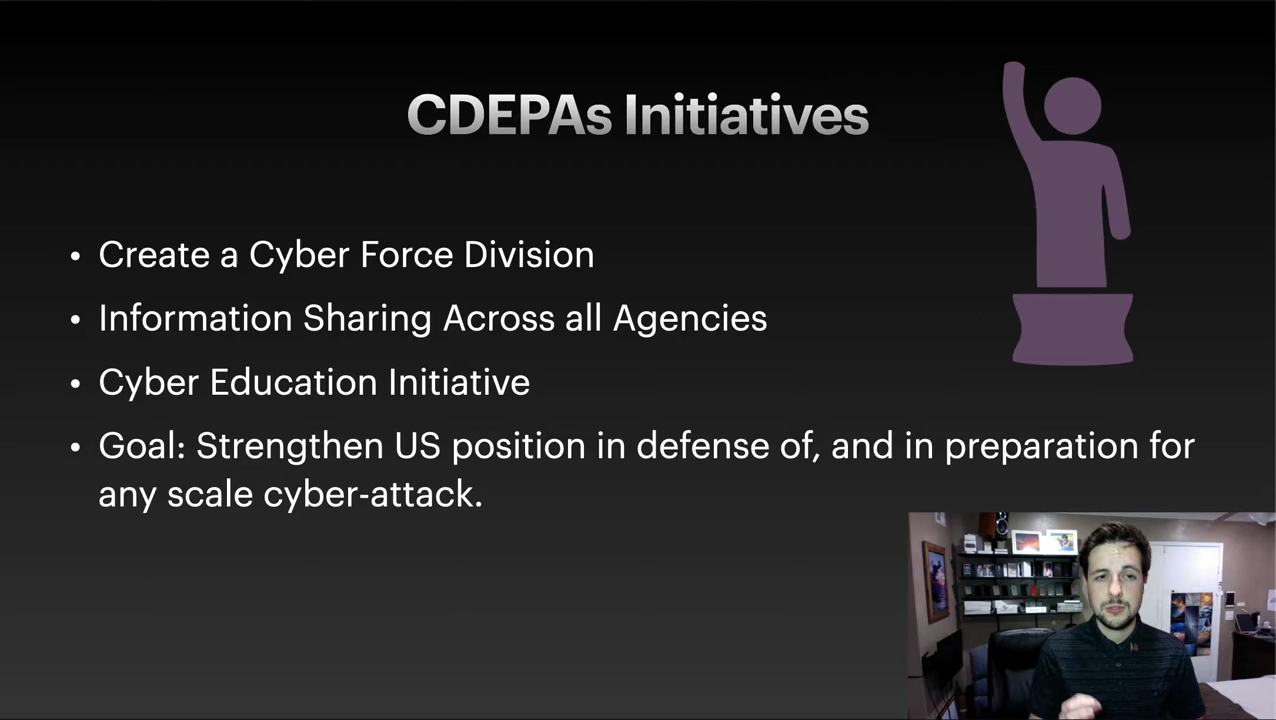 CDEPAs Initiatives
• Create a Cyber Force Division
• Information Sharing Across all Agencies
• Cyber Education Initiative
• Goal: Strengthen US position in defense of, and in preparation for
any scale cyber-attack.